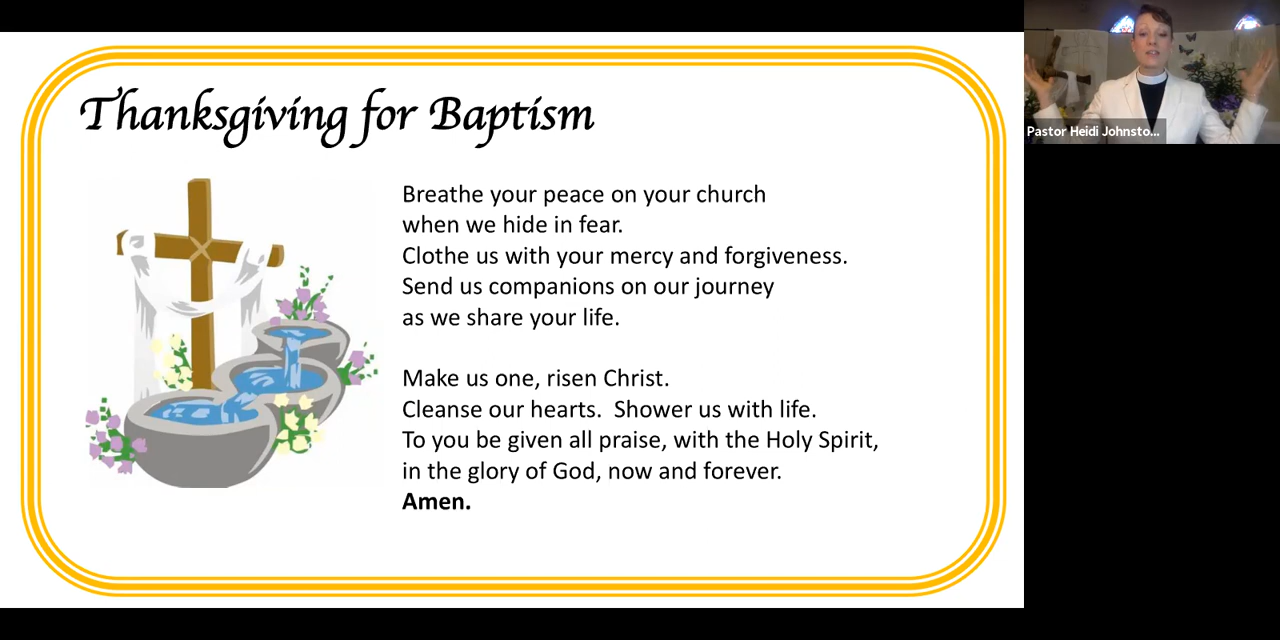 Thanksgiving for Baptism
Breathe your peace on your church
when we hide in fear.
Clothe us with your mercy and forgiveness.
Send us companions on our journey
as we share your life.
Make us one, risen Christ.
Cleanse our hearts.  Shower us with life.
To you be given all praise, with the Holy Spirit,
in the glory of God, now and forever.
Amen.
Pastor Heidi Johnsto...